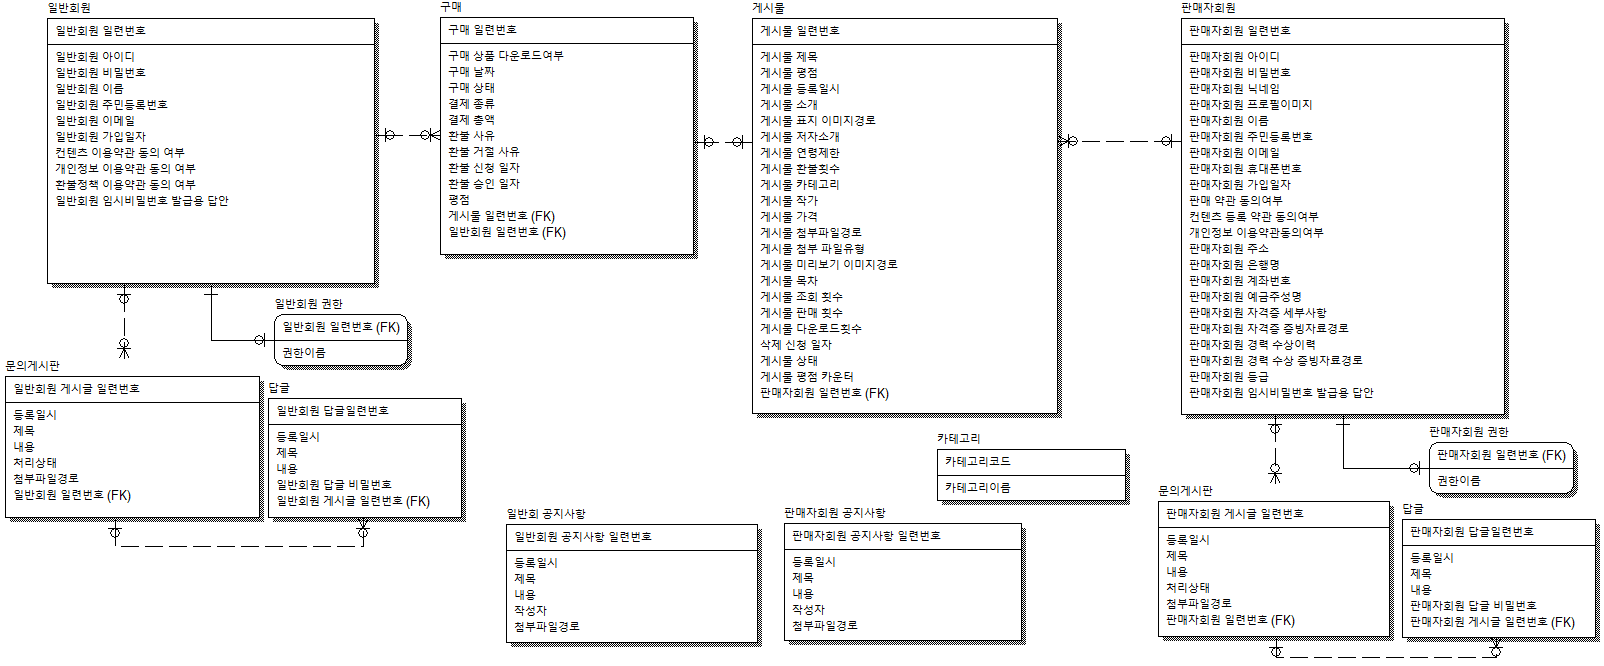 일반회원
일반회원 일련번호
일반회원 아이디
일반회원 비밀번호
일반회원 이름
일반회원 주민등록번호
일반회원 이메일
일반회원 가입일자
컨텐츠 이용약관 동의 여부
개인정보 이용약관 동의 여부
환불정책 이용약관 동의 여부
일반회원 임시비밀번호 발급용 답안
구매
구매 일련번호
구매 상품 다운로드여부
구매 날짜
구매 상태
결제 종류
결제 총액
환불 사유
환불 거절 사유
환불 신청 일자
환불 승인 일자
평점
게시물 일련번호 (FK)
일반회원 일련번호 (FK)
게시물
게시물 일련번호
게시물 제목
게시물 평점
게시물 등록일시
게시물 소개
게시물 표지 이미지경로
게시물 저자소개
게시물 연령제한
게시물 환불횟수
게시물 카테고리
게시물 작가
게시물 가격
게시물 첨부파일경로
게시물 첨부 파일유형
게시물 미리보기 이미지경로
게시물 목차
게시물 조회 횟수
게시물 판매 횟수
게시물 다운로드횟수
삭제 신청 일자
게시물 상태
게시물 평점 카운터
판매자회원 일련번호 (FK)
판매자회원
판매자회원 일련번호
판매자회원 아이디
판매자회원 비밀번호
판매자회원 닉네임
판매자회원 프로필이미지
판매자회원 이름
판매자회원 주민등록번호
판매자회원 이메일
판매자회원 휴대폰번호
판매자회원 가입일자
판매 약관 동의여부
컨텐츠 등록 약관 동의여부
개인정보 이용약관동의여부
판매자회원 주소
판매자회원 은행명
판매자회원 계좌번호
판매자회원 예금주성명
판매자회원 자격증 세부사항
판매자회원 자격증 증빙자료경로
판매자회원 경력 수상이력
판매자회원 경력 수상 증빙자료경로
판매자회원 등급
판매자회원 임시비밀번호 발급용 답안
일반회원 권한
일반회원 일련번호 (FK)
권한이름
문의게시판
일반회원 게시글 일련번호
등록일시
제목
내용
처리상태
첨부파일경로
일반회원 일련번호 (FK)
답글
일반회원 답글일련번호
등록일시
제목
내용
일반회원 답글 비밀번호
일반회원 게시글 일련번호 (FK)
일반회 공지사항
일반회원 공지사항 일련번호
등록일시
제목
내용
작성자
첨부파일경로
판매자회원 공지사항
판매자회원 공지사항 일련번호
등록일시
제목
내용
작성자
첨부파일경로
카테고리
카테고리코드
카테고리이름
판매자회원 권한
판매자회원 일련번호 (FK)
권한이름
문의게시판
판매자회원 게시글 일련번호
등록일시
제목
내용
처리상태
첨부파일경로
판매자회원 일련번호 (FK)
답글
판매자회원 답글일련번호
등록일시
제목
내용
판매자회원 답글 비밀번호
판매자회원 게시글 일련번호 (FK)